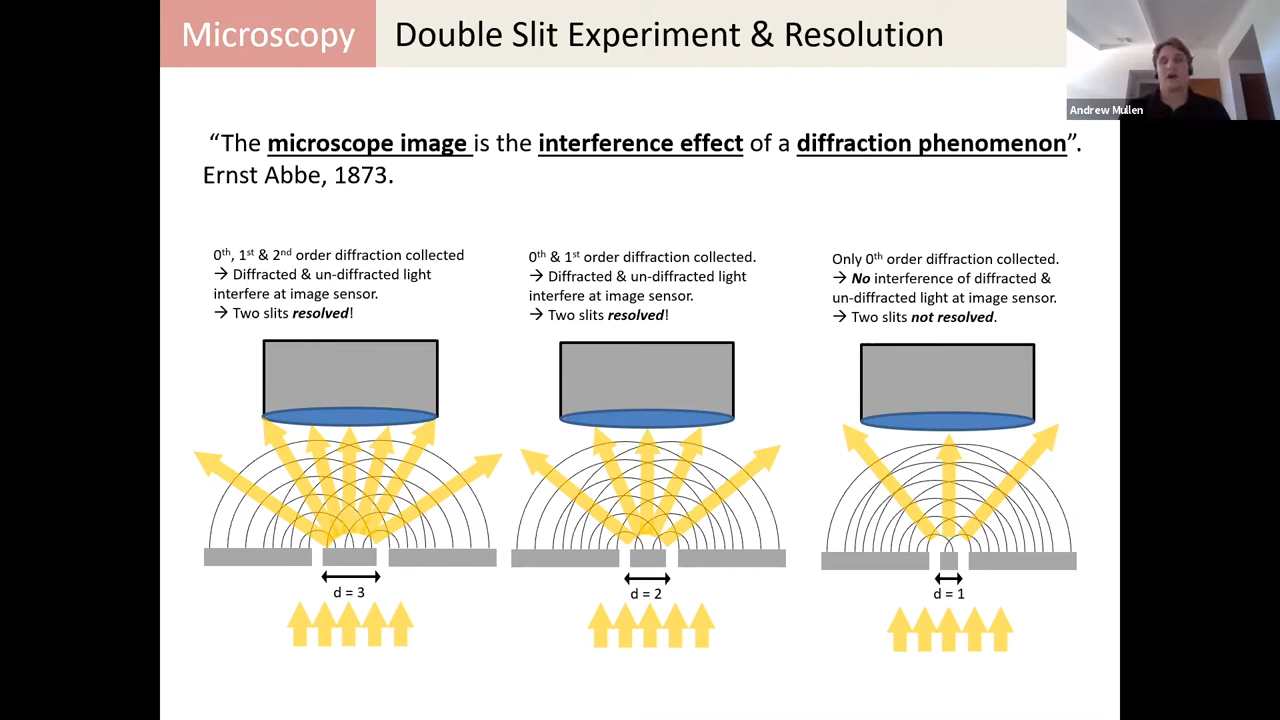 Microscopy
Double Slit Experiment & Resolution
Andrew Mullen
“The microscope image is the interference effect of a diffraction phenomenon”.
Ernst Abbe, 1873.
0th, 1st & 2nd order diffraction collected
→ Diffracted & un-diffracted light
interfere at image sensor.
→ Two slits resolved!
0th & 1st order diffraction collected.
→ Diffracted & un-diffracted light
interfere at image sensor.
→ Two slits resolved!
Only 0th order diffraction collected.
→ No interference of diffracted &
un-diffracted light at image sensor.
→ Two slits not resolved.
d = 3
d = 2
d = 1